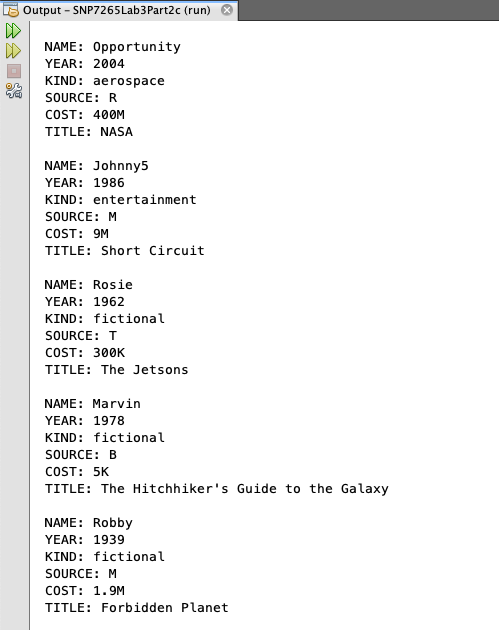 Output – SNP7265Lab3Part2c (run)
NAME: Opportunity
YEAR: 2004
KIND: aerospace
SOURCE: R
COST: 400M
TITLE: NASA
NAME: Johnny5
YEAR: 1986
KIND: entertainment
SOURCE: M
COST: 9M
TITLE: Short Circuit
NAME: Rosie
YEAR: 1962
KIND: fictional
SOURCE: T
COST: 300K
TITLE: The Jetsons
NAME: Marvin
YEAR: 1978
KIND: fictional
SOURCE: B
COST: 5K
TITLE: The Hitchhiker's Guide to the Galaxy
NAME: Robby
YEAR: 1939
KIND: fictional
SOURCE: M
COST: 1.9M
TITLE: Forbidden Planet